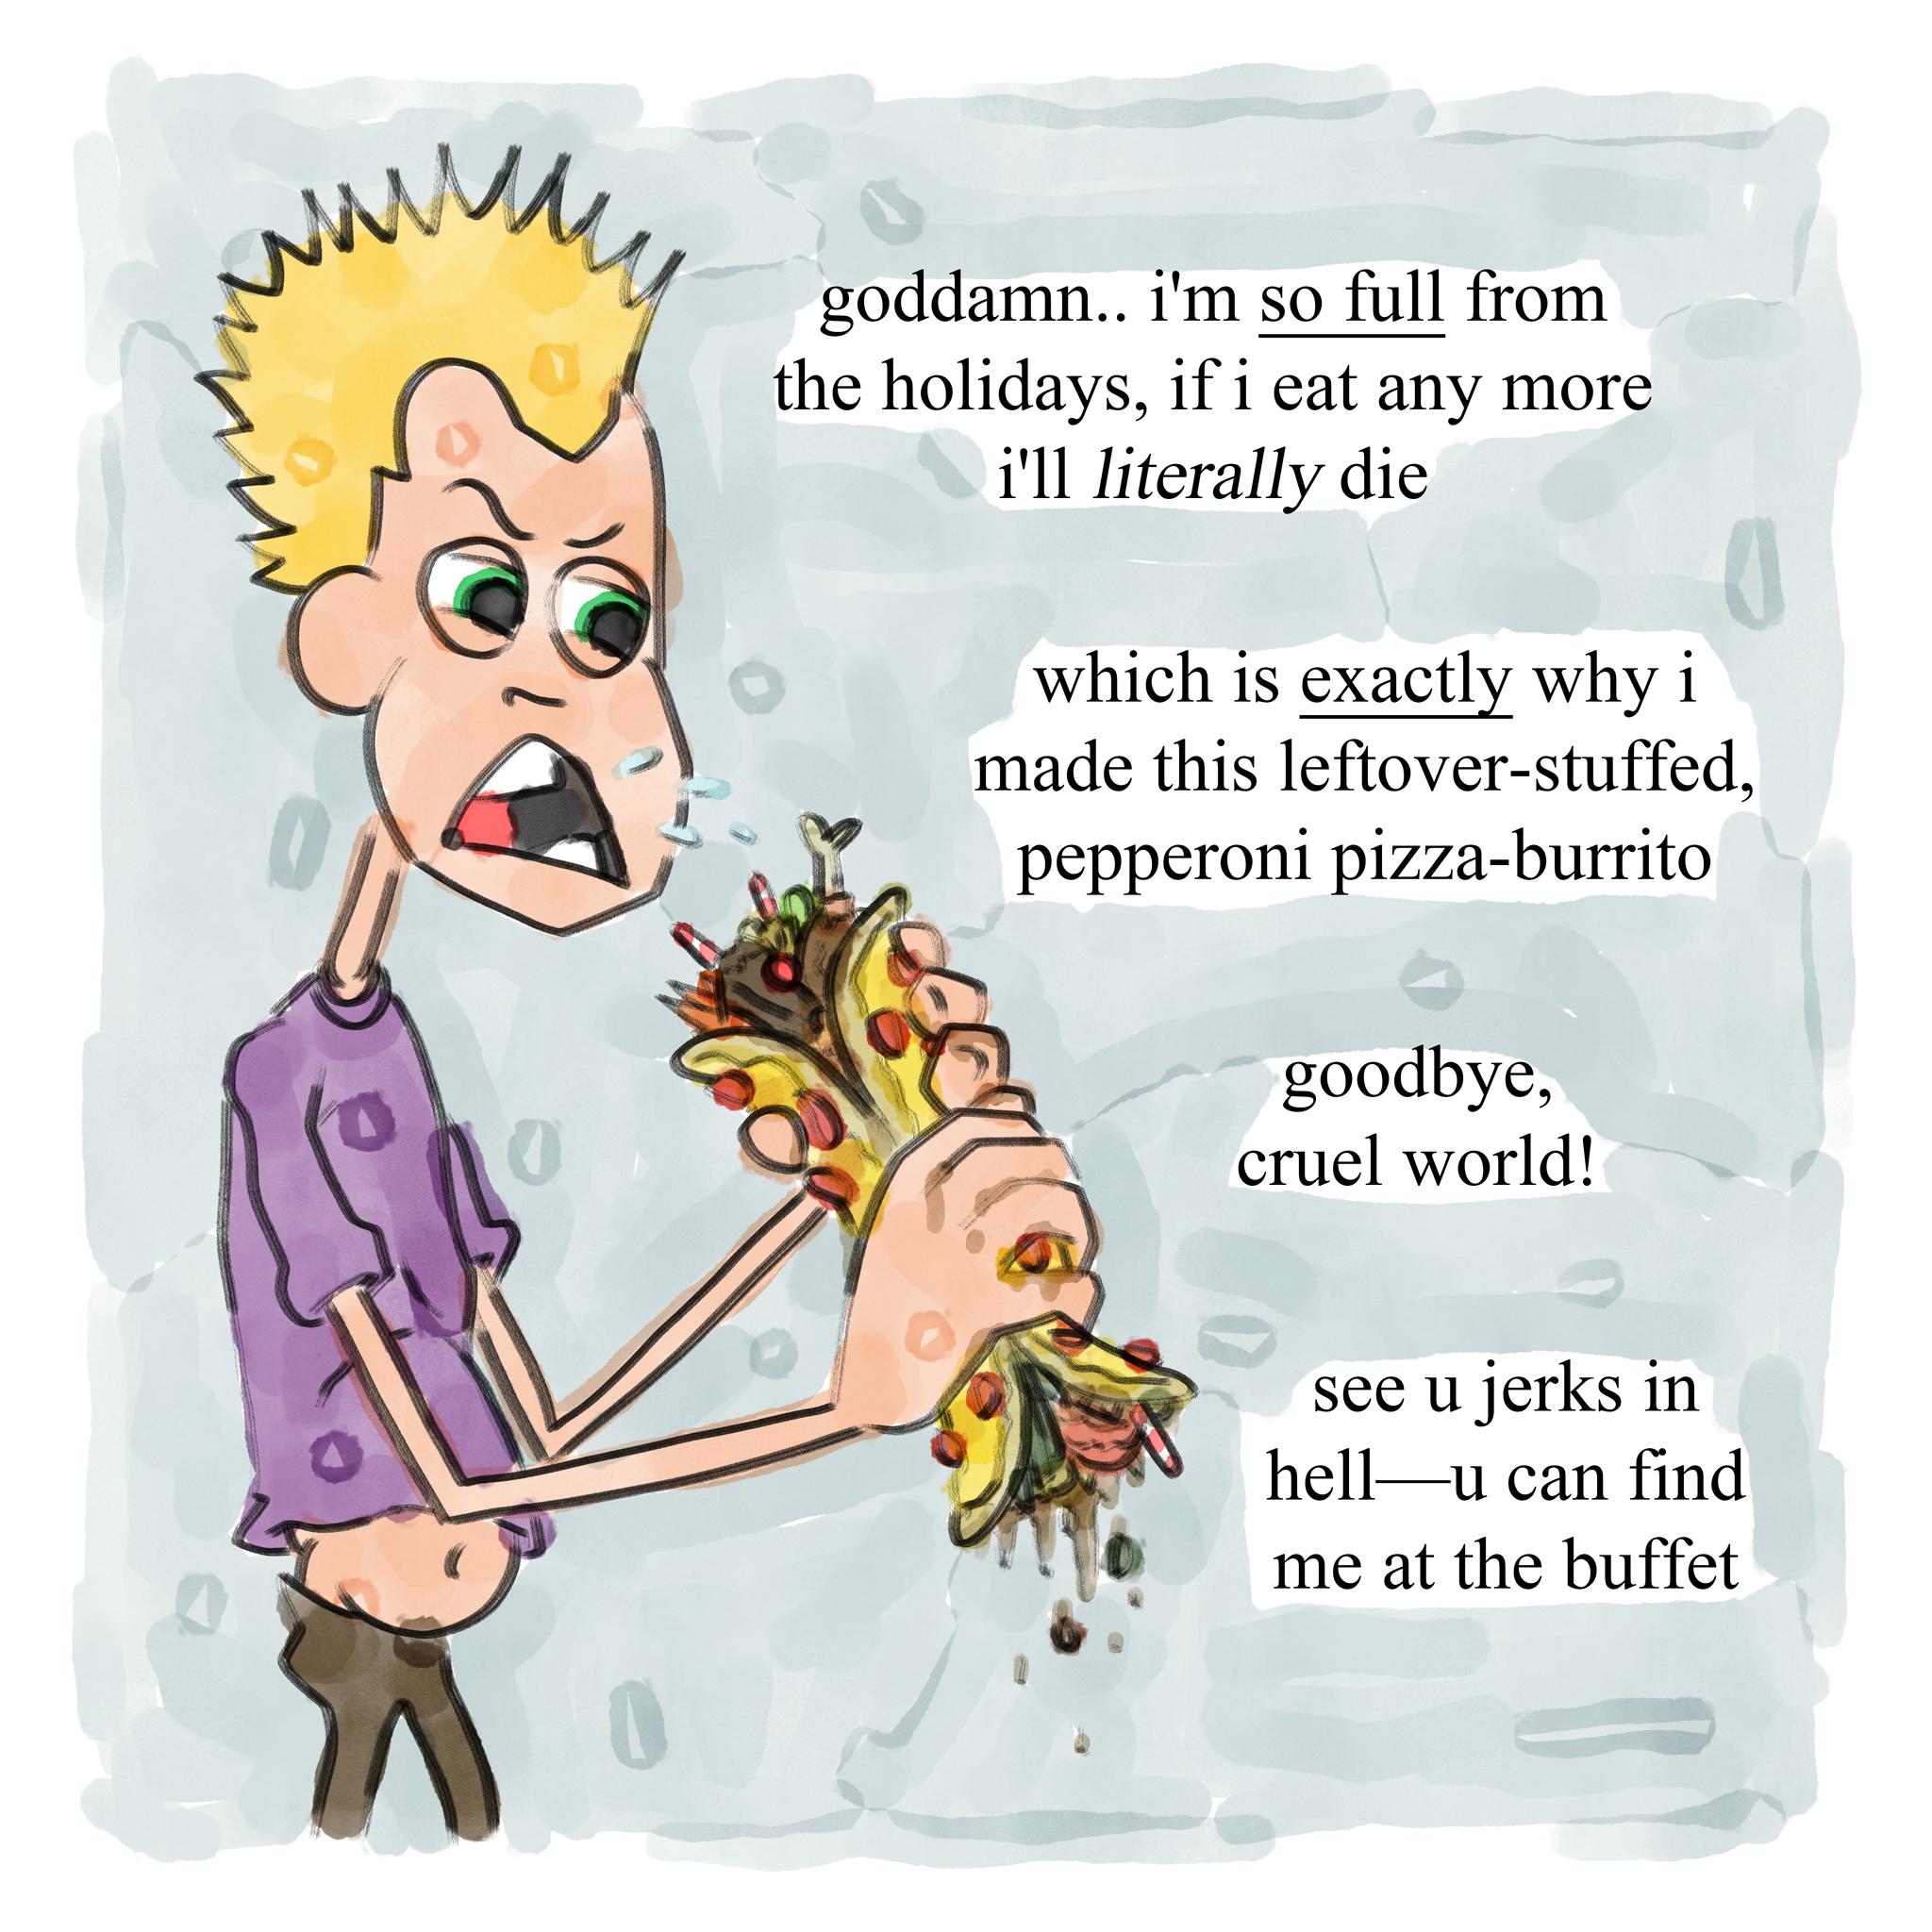 goddamn.. i'm so full from
the holidays, if i eat any more
i'll literally die
which is exactly why i
made this leftover-stuffed,
pepperoni pizza-burrito
goodbye,
cruel world!
see u jerks in
hell—u can find
me at the buffet